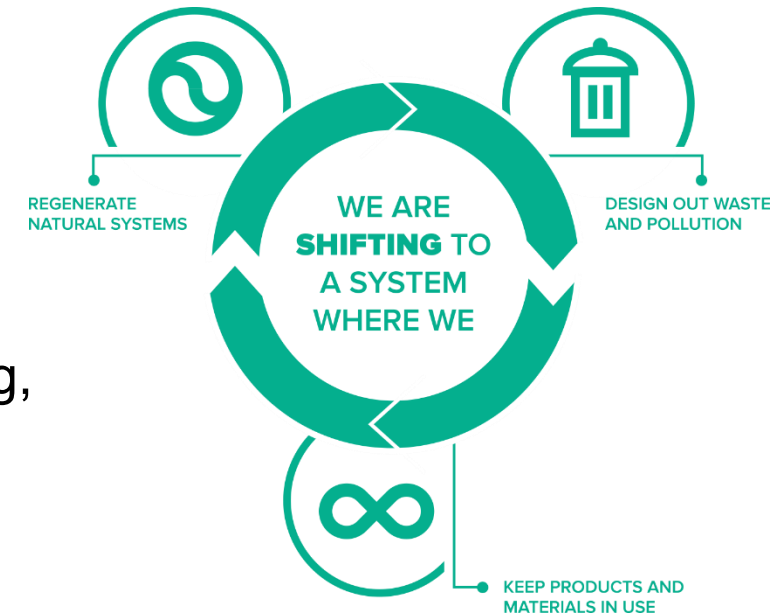 REGENERATE
NATURAL SYSTEMS
DESIGN OUT WASTE
AND POLLUTION
WE ARE
SHIFTING TO
A SYSTEM
WHERE WE
g,
KEEP PRODUCTS AND
MATERIALS IN USE